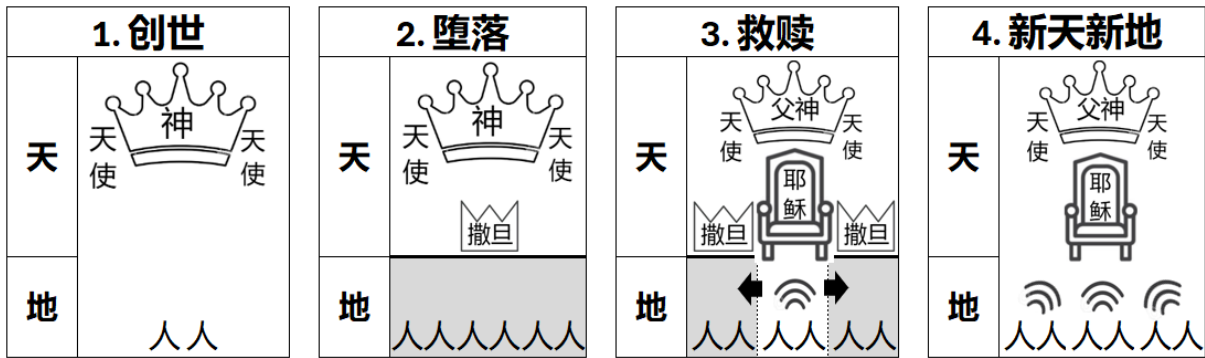 1. 创世
天
神
天使
天使
地
人人
2. 堕落
天
神
天使
天使
撒旦
地
人人人人人人
3. 救赎
天
父神
天使
天使
耶稣
撒旦
撒旦
地
人人
人人
人人
4. 新天新地
天
父神
天使
天使
耶稣
地
人人人人人人